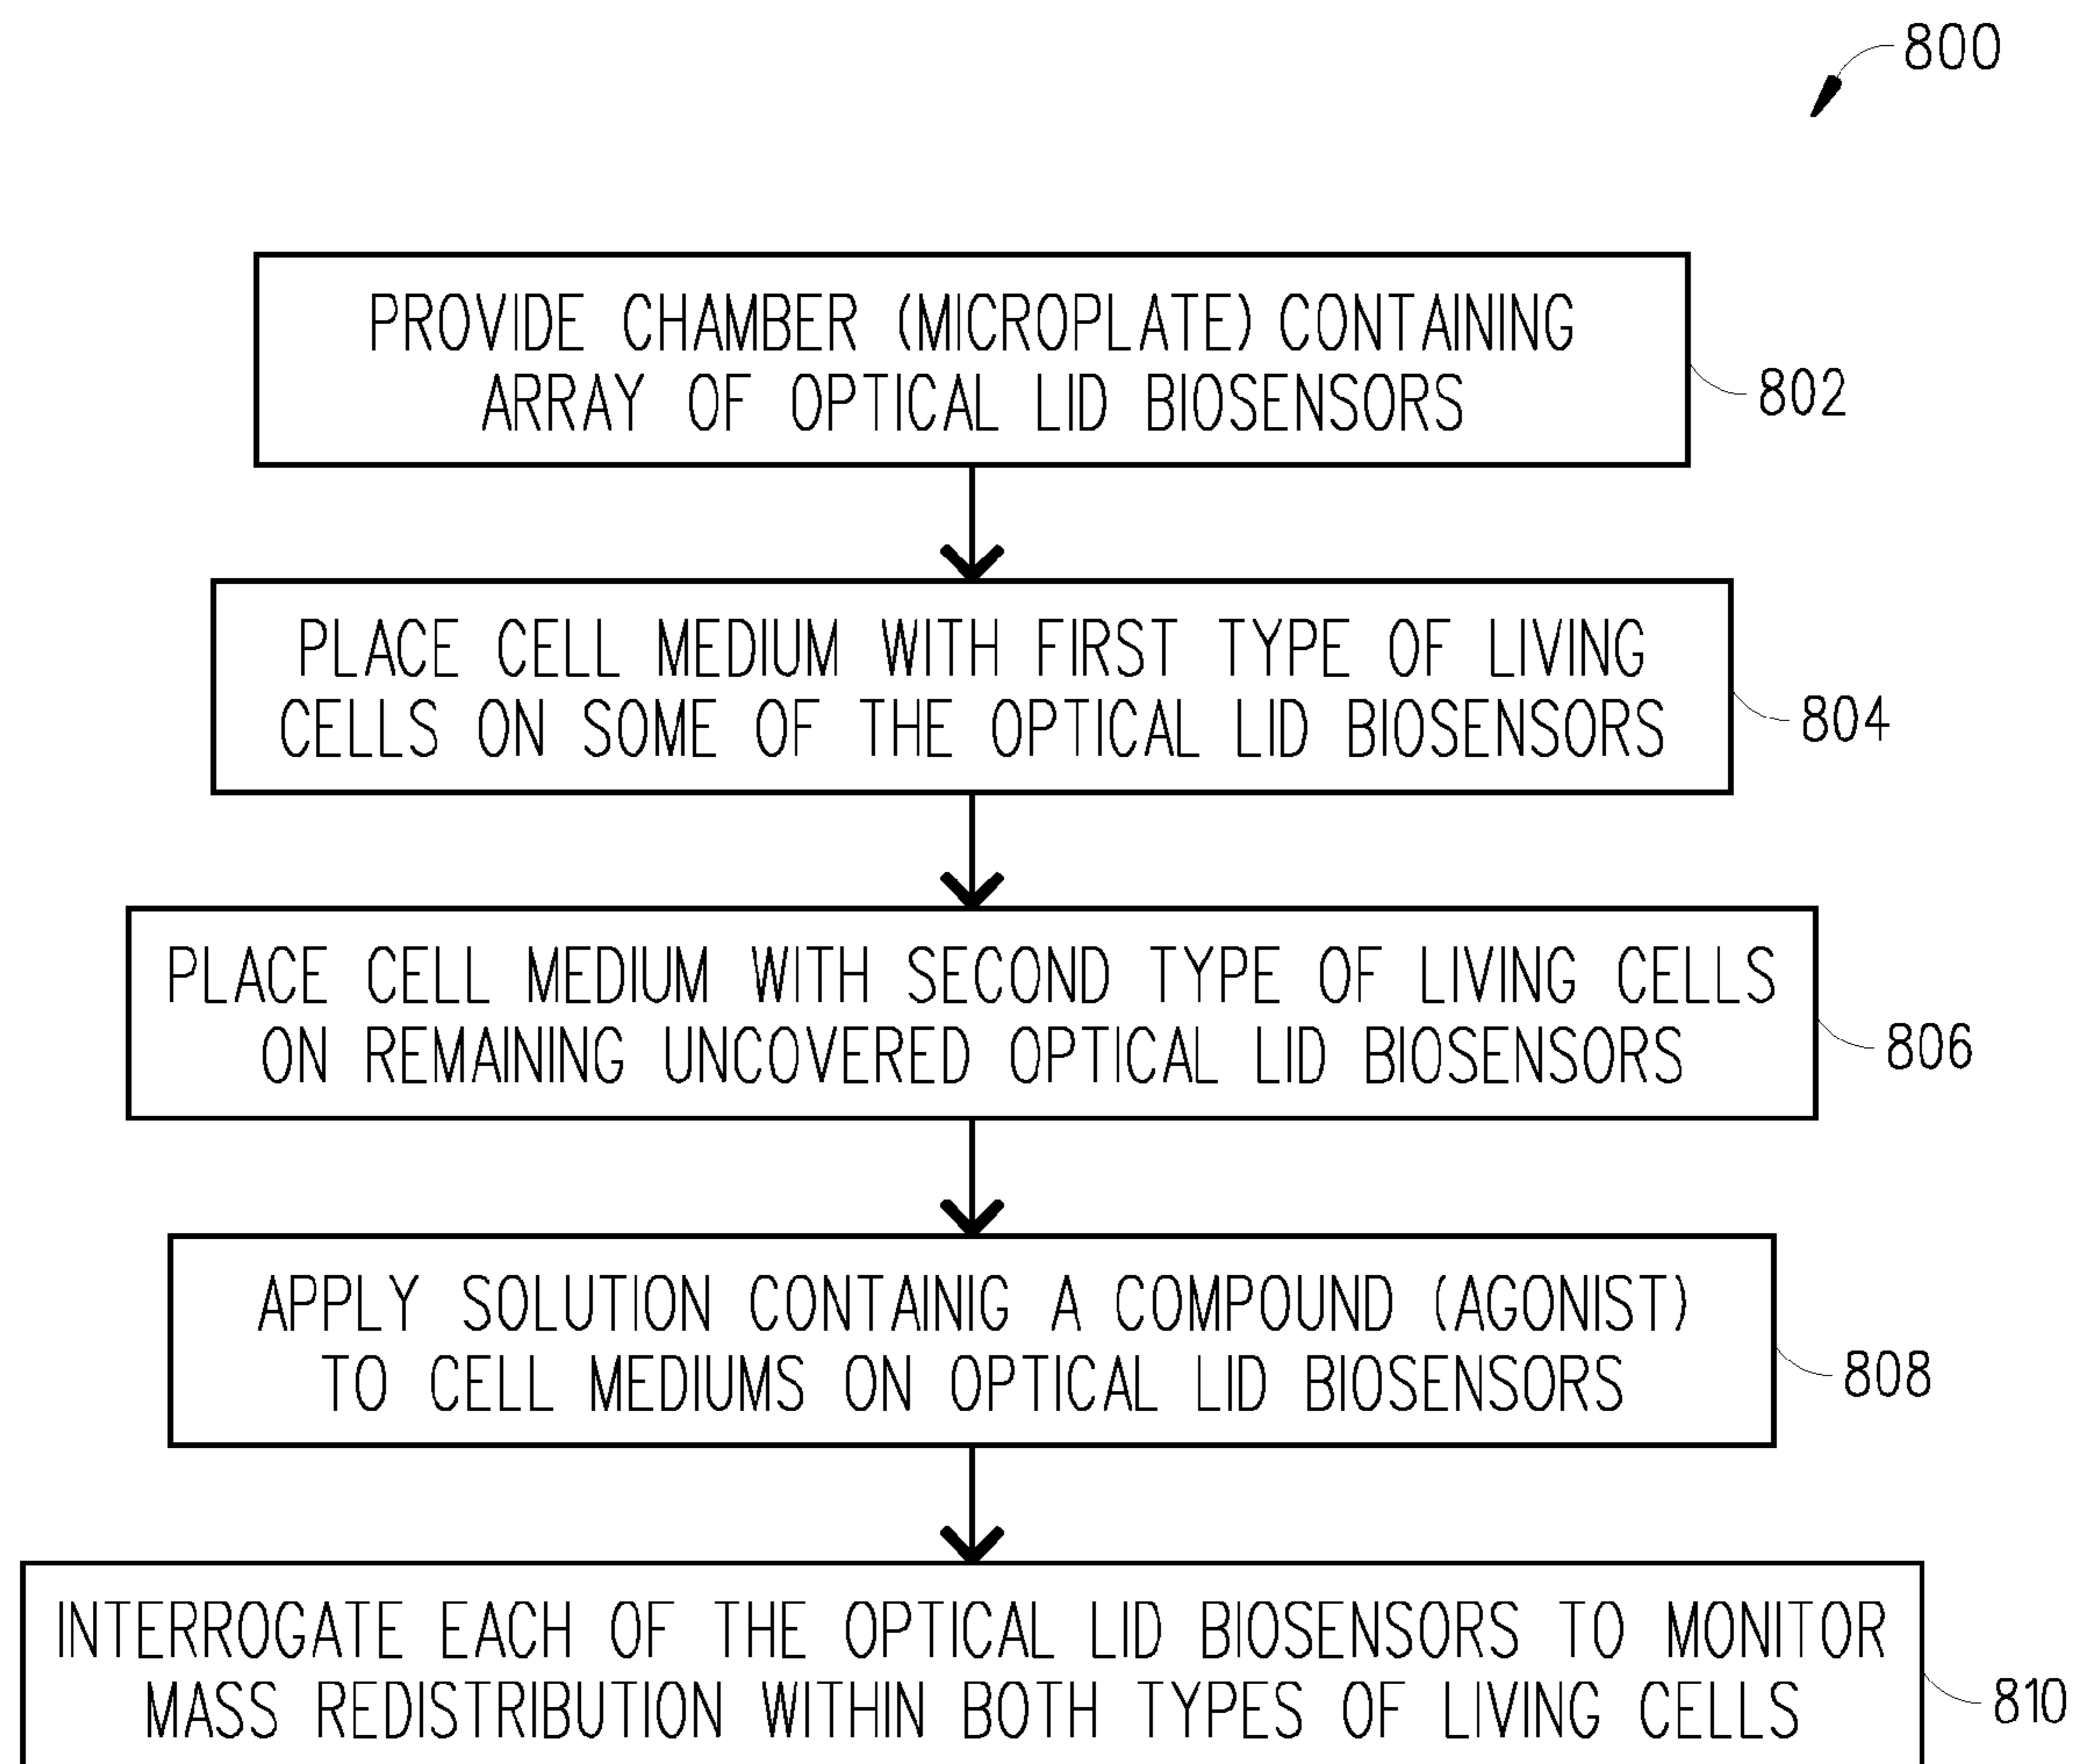 800
PROVIDE CHAMBER (MICROPLATE) CONTAINING
ARRAY OF OPTICAL LID BIOSENSORS
802
PLACE CELL MEDIUM WITH FIRST TYPE OF LIVING
CELLS ON SOME OF THE OPTICAL LID BIOSENSORS
804
PLACE CELL MEDIUM WITH SECOND TYPE OF LIVING CELLS
ON REMAINING UNCOVERED OPTICAL LID BIOSENSORS
806
APPLY SOLUTION CONTAINIG A COMPOUND (AGONIST)
TO CELL MEDIUMS ON OPTICAL LID BIOSENSORS
808
INTERROGATE EACH OF THE OPTICAL LID BIOSENSORS TO MONITOR
MASS REDISTRIBUTION WITHIN BOTH TYPES OF LIVING CELLS
810